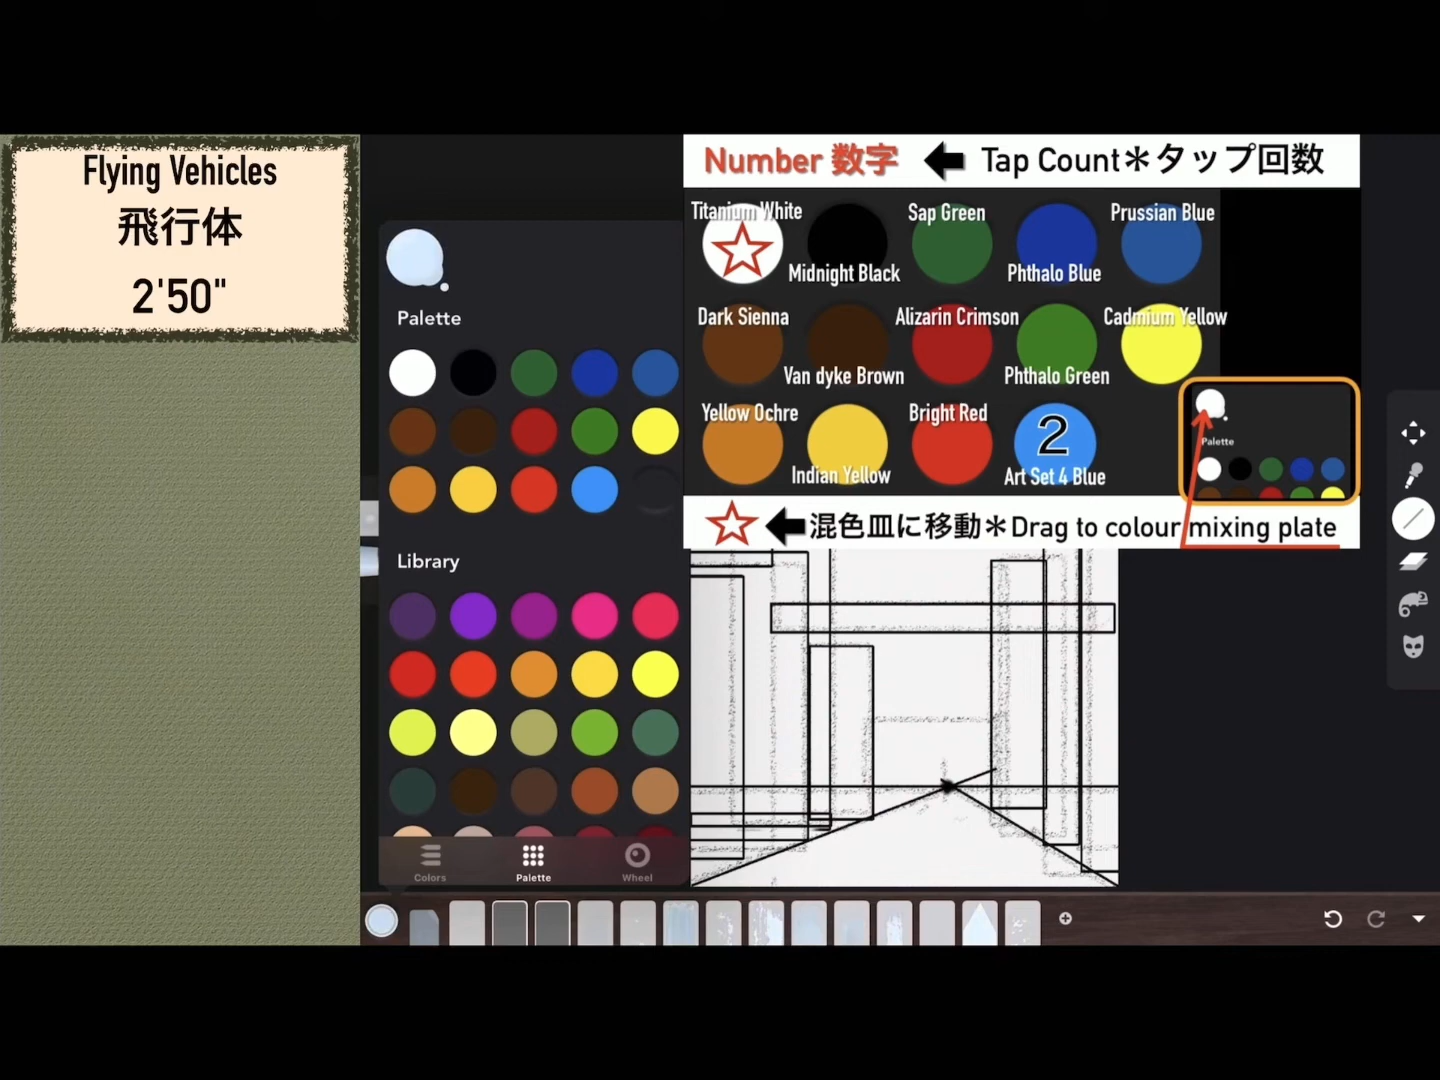 Flying Vehicles
飛行体
2'50"
Palette
Library
Colors
Palette
Wheel
Number 数字 ← Tap Count＊タップ回数
Titanium White
Midnight Black
Sap Green
Phthalo Blue
Prussian Blue
Dark Sienna
Van dyke Brown
Alizarin Crimson
Phthalo Green
Cadmium Yellow
Yellow Ochre
Indian Yellow
Bright Red
2
Art Set 4 Blue
Palette
☆ ← 混色皿に移動＊Drag to colour mixing plate